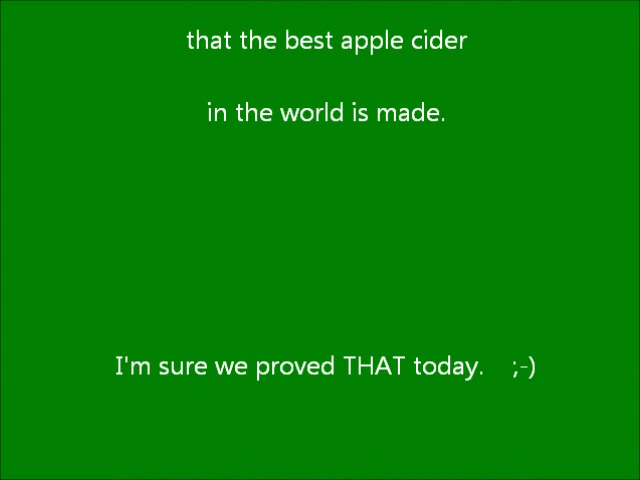 that the best apple cider
in the world is made.
I'm sure we proved THAT today.    ;-)